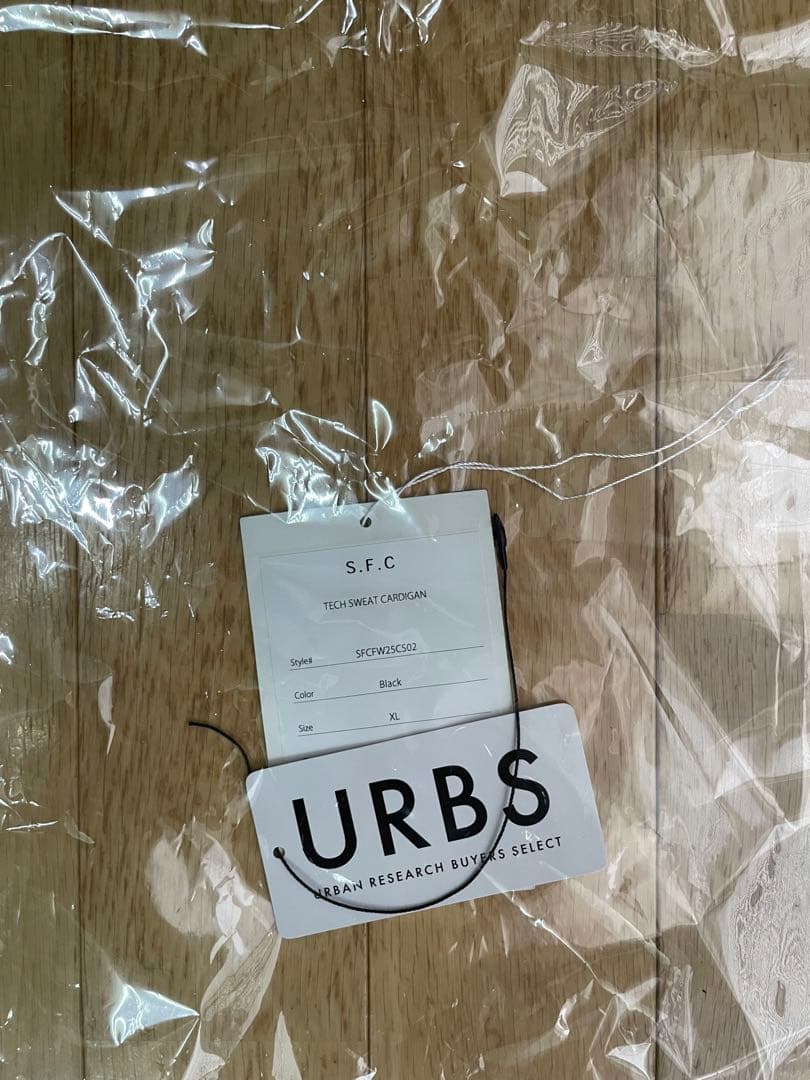 S.F.C
TECH SWEAT CARDIGAN
Style# SFCFW25CS02
Color Black
Size XL
URBS
URBAN RESEARCH BUYERS SELECT